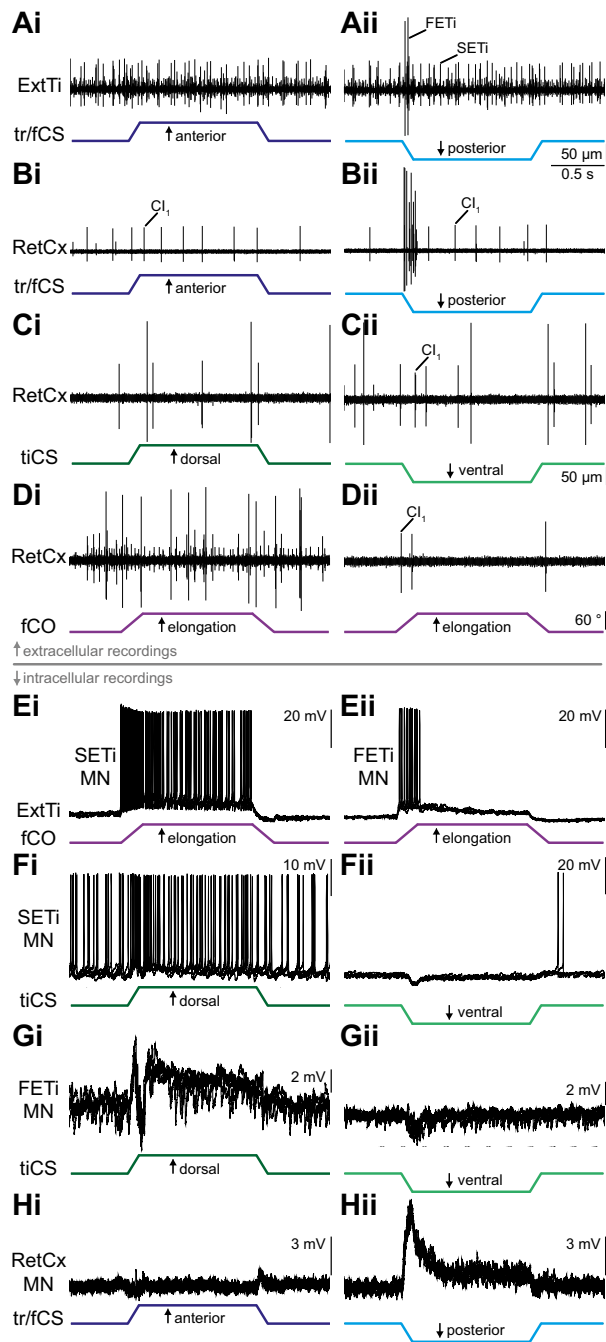 Ai
Aii
FETi
SETi
ExtTi
tr/fCS
↑ anterior
↓ posterior
50 µm
0.5 s
Bi
Bii
CI₁
CI₁
RetCx
tr/fCS
↑ anterior
↓ posterior
Ci
Cii
CI₁
RetCx
tiCS
↑ dorsal
↓ ventral
50 µm
Di
Dii
CI₁
RetCx
fCO
↑ elongation
↑ elongation
60 °
↑ extracellular recordings
↓ intracellular recordings
Ei
Eii
20 mV
20 mV
SETi
MN
FETi
MN
ExtTi
fCO
↑ elongation
↑ elongation
Fi
Fii
10 mV
20 mV
SETi
MN
tiCS
↑ dorsal
↓ ventral
Gi
Gii
2 mV
2 mV
FETi
MN
tiCS
↑ dorsal
↓ ventral
Hi
Hii
3 mV
3 mV
RetCx
MN
tr/fCS
↑ anterior
↓ posterior